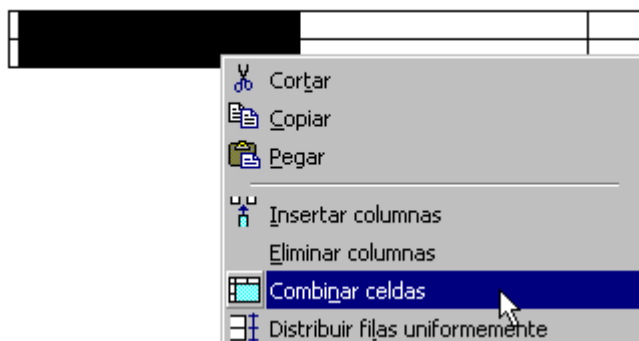 Cortar
Copiar
Pegar
Insertar columnas
Eliminar columnas
Combinar celdas
Distribuir filas uniformemente